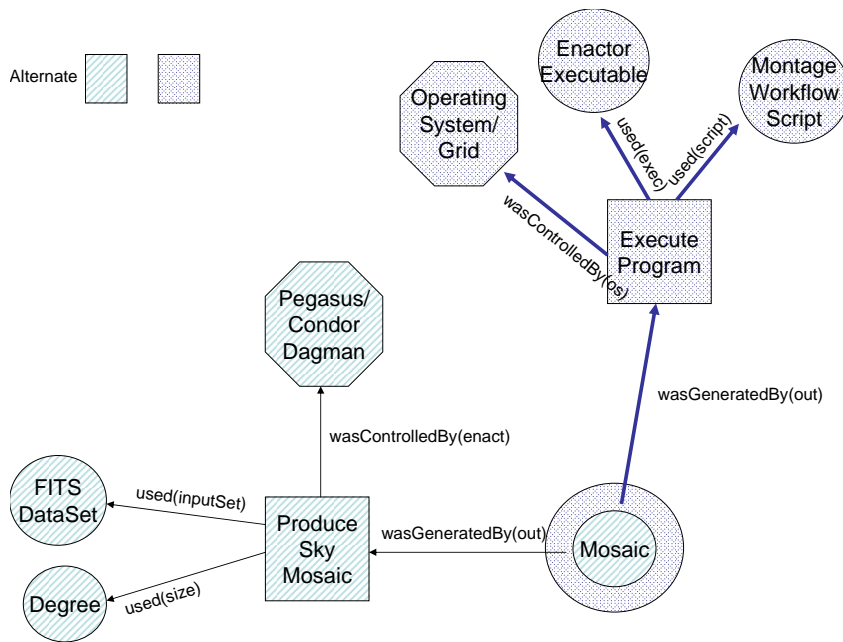 Alternate
Enactor
Executable
Montage
Workflow
Script
Operating
System/
Grid
used(exec)
used(script)
wasControlledBy(os)
Execute
Program
Pegasus/
Condor
Dagman
wasGeneratedBy(out)
wasControlledBy(enact)
FITS
DataSet
used(inputSet)
Produce
Sky
Mosaic
wasGeneratedBy(out)
Mosaic
Degree
used(size)